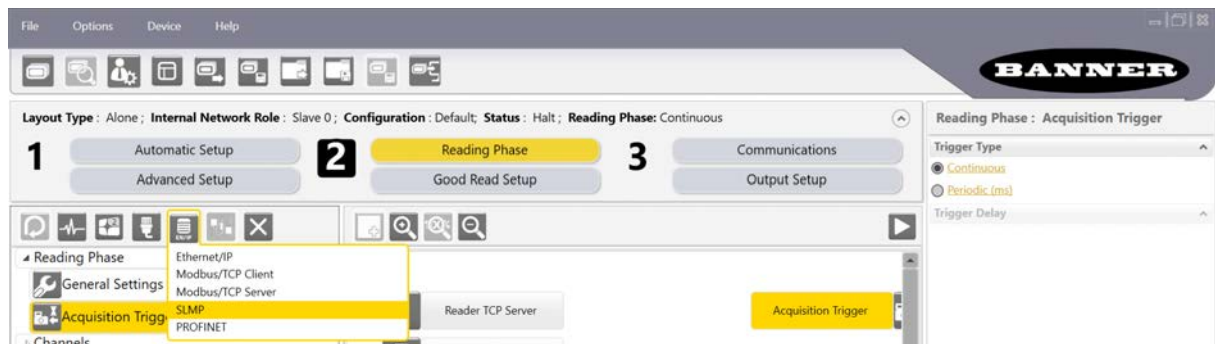 File Options Device Help
BANNER
Layout Type : Alone ; Internal Network Role : Slave 0 ; Configuration : Default; Status : Halt ; Reading Phase: Continuous
Reading Phase : Acquisition Trigger
1 Automatic Setup 2 Reading Phase 3 Communications
Advanced Setup Good Read Setup Output Setup
Trigger Type
Continuous
Periodic (ms)
Trigger Delay
EN/IP
Reading Phase
General Settings
Acquisition Trigg
Channels
Ethernet/IP
Modbus/TCP Client
Modbus/TCP Server
SLMP
PROFINET
Reader TCP Server
Acquisition Trigger